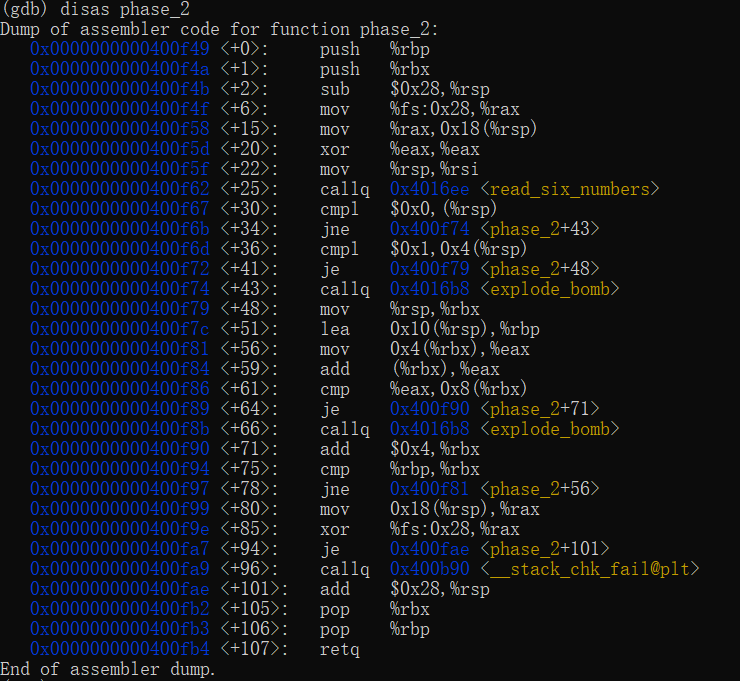 (gdb) disas phase_2
Dump of assembler code for function phase_2:
   0x0000000000400f49 <+0>:     push   %rbp
   0x0000000000400f4a <+1>:     push   %rbx
   0x0000000000400f4b <+2>:     sub    $0x28,%rsp
   0x0000000000400f4f <+6>:     mov    %fs:0x28,%rax
   0x0000000000400f58 <+15>:    mov    %rax,0x18(%rsp)
   0x0000000000400f5d <+20>:    xor    %eax,%eax
   0x0000000000400f5f <+22>:    mov    %rsp,%rsi
   0x0000000000400f62 <+25>:    callq  0x4016ee <read_six_numbers>
   0x0000000000400f67 <+30>:    cmpl   $0x0,(%rsp)
   0x0000000000400f6b <+34>:    jne    0x400f74 <phase_2+43>
   0x0000000000400f6d <+36>:    cmpl   $0x1,0x4(%rsp)
   0x0000000000400f72 <+41>:    je     0x400f79 <phase_2+48>
   0x0000000000400f74 <+43>:    callq  0x4016b8 <explode_bomb>
   0x0000000000400f79 <+48>:    mov    %rsp,%rbx
   0x0000000000400f7c <+51>:    lea    0x10(%rsp),%rbp
   0x0000000000400f81 <+56>:    mov    0x4(%rbx),%eax
   0x0000000000400f84 <+59>:    add    (%rbx),%eax
   0x0000000000400f86 <+61>:    cmp    %eax,0x8(%rbx)
   0x0000000000400f89 <+64>:    je     0x400f90 <phase_2+71>
   0x0000000000400f8b <+66>:    callq  0x4016b8 <explode_bomb>
   0x0000000000400f90 <+71>:    add    $0x4,%rbx
   0x0000000000400f94 <+75>:    cmp    %rbp,%rbx
   0x0000000000400f97 <+78>:    jne    0x400f81 <phase_2+56>
   0x0000000000400f99 <+80>:    mov    0x18(%rsp),%rax
   0x0000000000400f9e <+85>:    xor    %fs:0x28,%rax
   0x0000000000400fa7 <+94>:    je     0x400fae <phase_2+101>
   0x0000000000400fa9 <+96>:    callq  0x400b90 <__stack_chk_fail@plt>
   0x0000000000400fae <+101>:   add    $0x28,%rsp
   0x0000000000400fb2 <+105>:   pop    %rbx
   0x0000000000400fb3 <+106>:   pop    %rbp
   0x0000000000400fb4 <+107>:   retq
End of assembler dump.